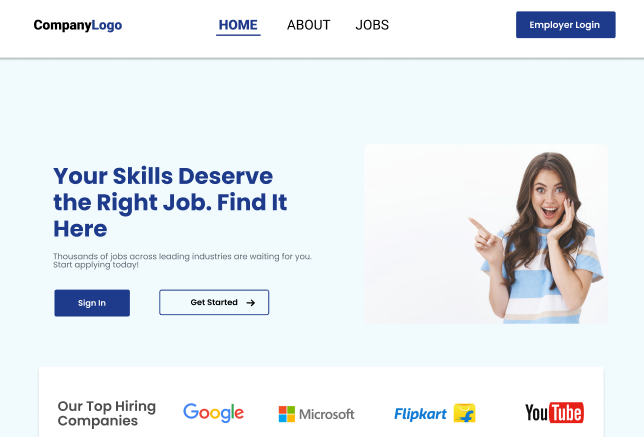 CompanyLogo HOME ABOUT JOBS Employer Login
Your Skills Deserve
the Right Job. Find It
Here
Thousands of jobs across leading industries are waiting for you.
Start applying today!
Sign In Get Started →
Our Top Hiring
Companies
Google Microsoft Flipkart YouTube